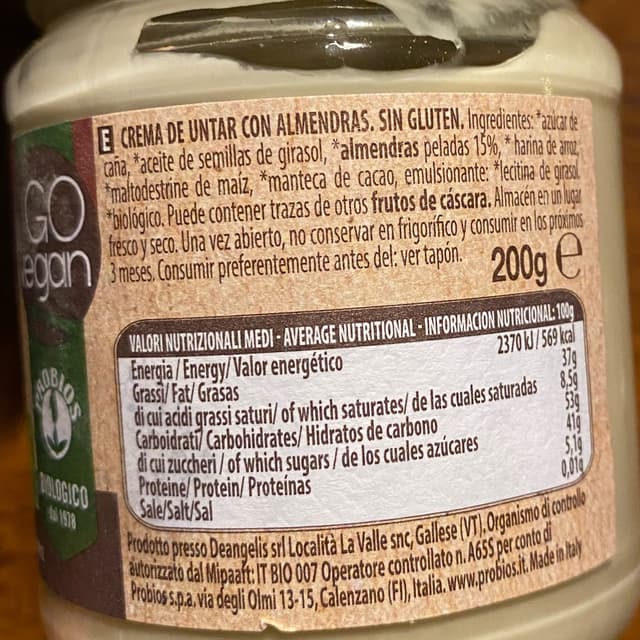 GO
egan
PROBIOS
BIOLOGICO
dal 1978
E CREMA DE UNTAR CON ALMENDRAS. SIN GLUTEN. Ingredientes: *azúcar de
caña, *aceite de semillas de girasol, *almendras peladas 15%, * harina de arroz,
*maltodestrine de maíz, *manteca de cacao, emulsionante: *lecitina de girasol.
*biológico. Puede contener trazas de otros frutos de cáscara. Almacén en un lugar
fresco y seco. Una vez abierto, no conservar en frigorífico y consumir en los próximos
3 meses. Consumir preferentemente antes del: ver tapón.
200g e
VALORI NUTRIZIONALI MEDI - AVERAGE NUTRITIONAL - INFORMACION NUTRICIONAL: 100g
Energia / Energy/ Valor energético 2370 kJ / 569 kcal
Grassi/ Fat/ Grasas 37g
di cui acidi grassi saturi/ of which saturates/ de las cuales saturadas 8,5g
Carboidrati/ Carbohidrates/ Hidratos de carbono 53g
di cui zuccheri / of which sugars / de los cuales azúcares 41g
Proteine/ Protein/ Proteínas 5,1g
Sale/Salt/Sal 0,01g
Prodotto presso Deangelis srl Località La Valle snc, Gallese (VT). Organismo di controllo
autorizzato dal Mipaaft: IT BIO 007 Operatore controllato n. A65S per conto di
Probios s.p.a. via degli Olmi 13-15, Calenzano (FI), Italia. www.probios.it. Made in Italy